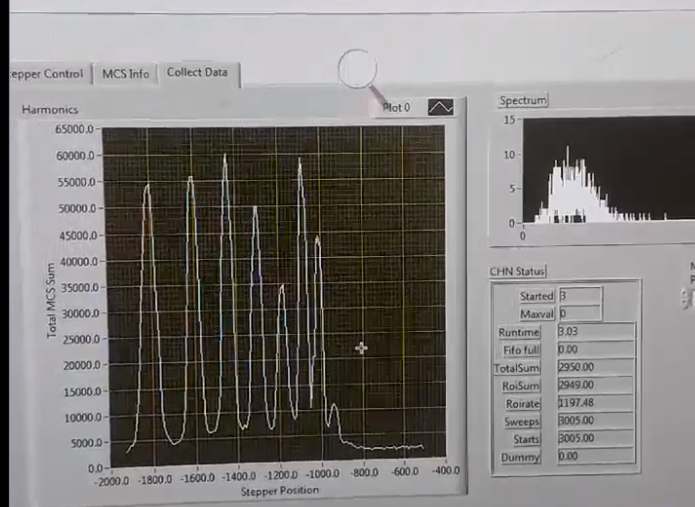 epper Control MCS Info Collect Data
Harmonics
Plot 0
65000.0
60000.0
55000.0
50000.0
45000.0
40000.0
35000.0
30000.0
25000.0
20000.0
15000.0
10000.0
5000.0
0.0
Total MCS Sum
-2000.0 -1800.0 -1600.0 -1400.0 -1200.0 -1000.0 -800.0 -600.0 -400.0
Stepper Position
Spectrum
15
10
5
0
0
CHN Status
Started 3
Maxval 0
Runtime 3.03
Fifo full 0.00
TotalSum 2950.00
RoiSum 2949.00
Roirate 1197.48
Sweeps 3005.00
Starts 3005.00
Dummy 0.00